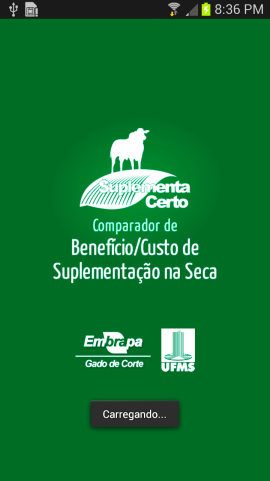 8:36 PM
Suplementa
Certo
Comparador de
Benefício/Custo de
Suplementação na Seca
Embrapa
Gado de Corte
UFMS
Carregando...